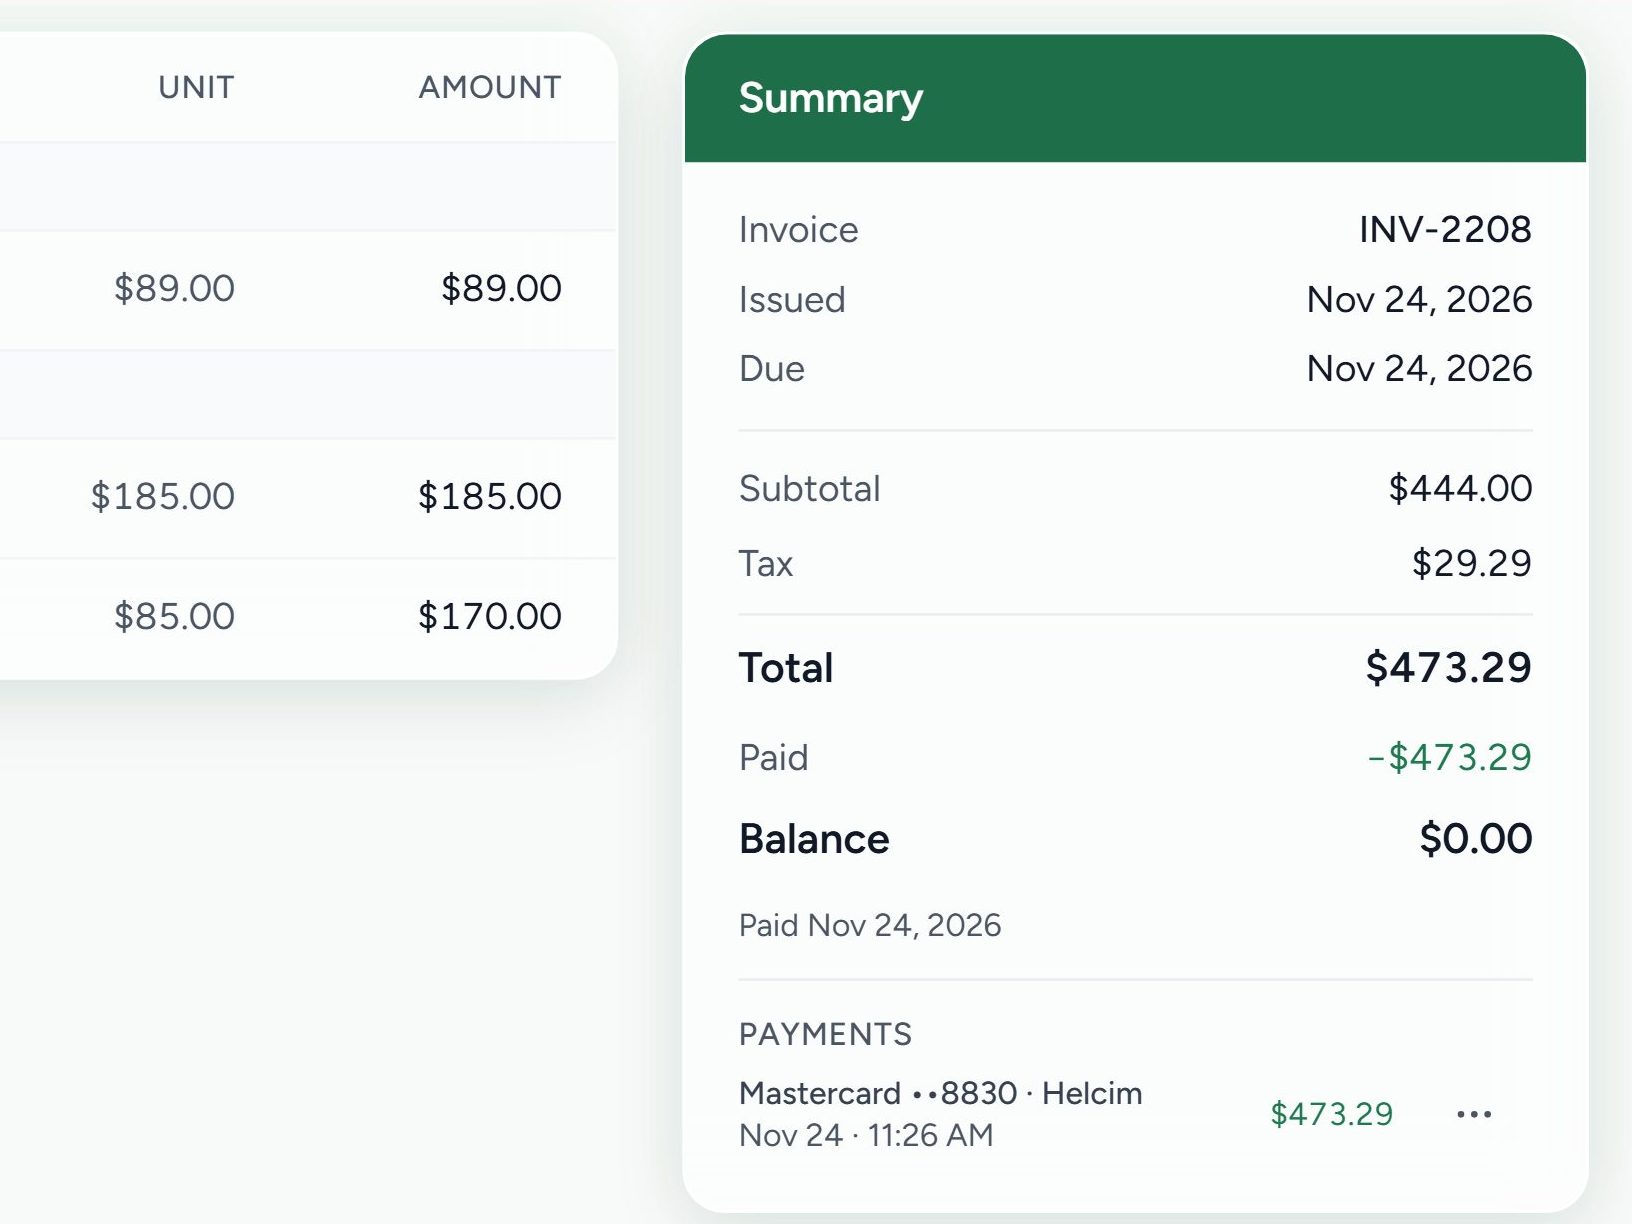 UNIT AMOUNT
$89.00 $89.00
$185.00 $185.00
$85.00 $170.00
Summary
Invoice INV-2208
Issued Nov 24, 2026
Due Nov 24, 2026
Subtotal $444.00
Tax $29.29
Total $473.29
Paid -$473.29
Balance $0.00
Paid Nov 24, 2026
PAYMENTS
Mastercard ••8830 · Helcim
$473.29 •••
Nov 24 · 11:26 AM